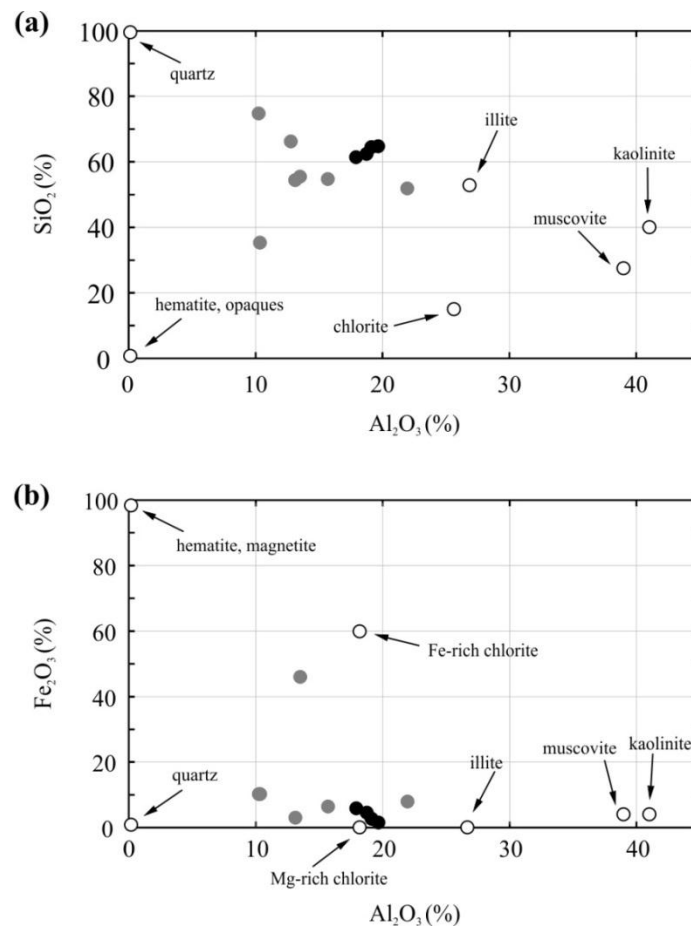 (a)
100
80
60
40
20
0
SiO₂ (%)
quartz
illite
kaolinite
muscovite
hematite, opaques
chlorite
0 10 20 30 40
Al₂O₃ (%)
(b)
100
80
60
40
20
0
Fe₂O₃ (%)
hematite, magnetite
Fe-rich chlorite
quartz
illite
muscovite
kaolinite
Mg-rich chlorite
0 10 20 30 40
Al₂O₃ (%)